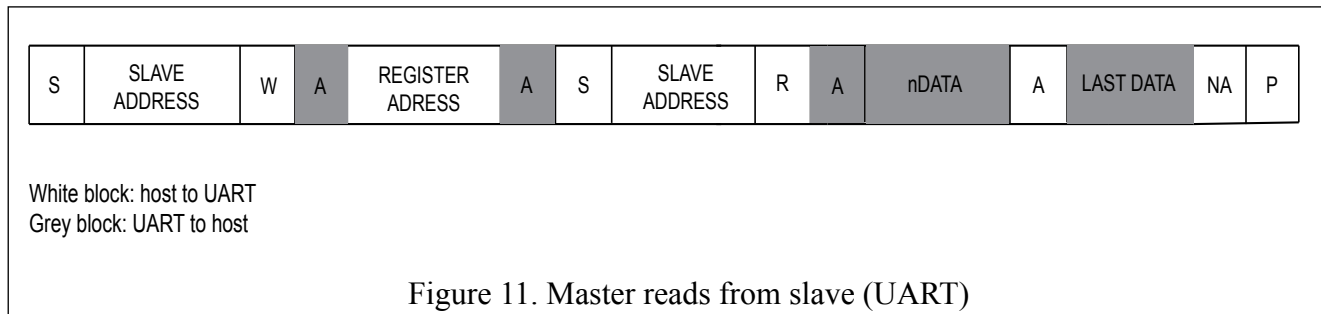 S SLAVE ADDRESS W A REGISTER ADRESS A S SLAVE ADDRESS R A nDATA A LAST DATA NA P
White block: host to UART
Grey block: UART to host
Figure 11. Master reads from slave (UART)